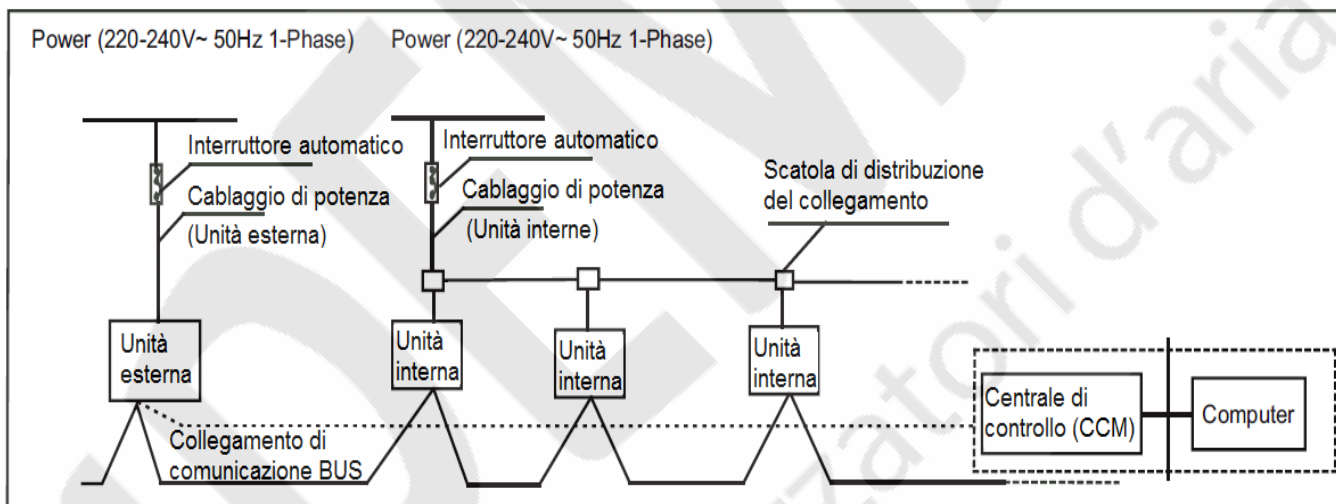 Power (220-240V~ 50Hz 1-Phase)
Power (220-240V~ 50Hz 1-Phase)
Interruttore automatico
Cablaggio di potenza
(Unità esterna)
Interruttore automatico
Cablaggio di potenza
(Unità interne)
Scatola di distribuzione
del collegamento
Unità
esterna
Unità
interna
Unità
interna
Unità
interna
Centrale di
controllo (CCM)
Computer
Collegamento di
comunicazione BUS
d'aria